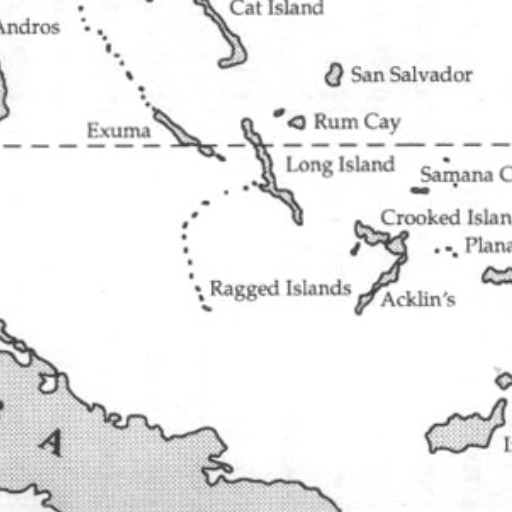 Cat Island
Andros
San Salvador
Rum Cay
Exuma
Long Island
Samana C
Crooked Islan
Plana
Ragged Islands
Acklin's
A
I